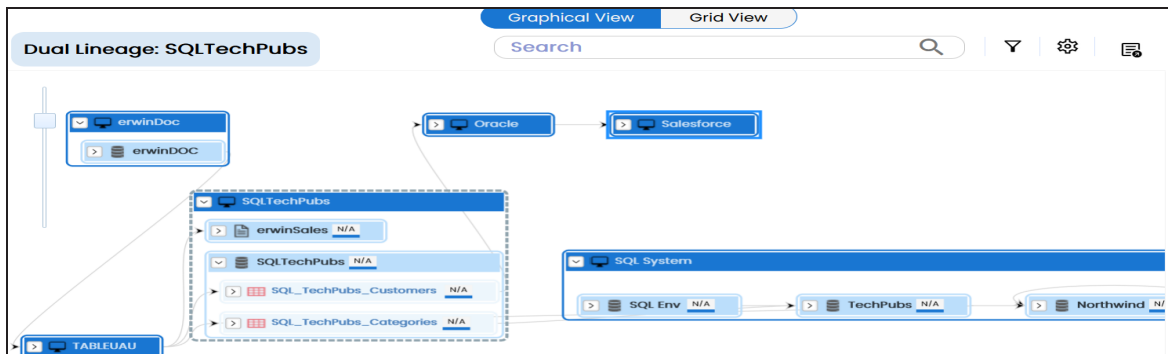 Graphical View
Grid View
Dual Lineage: SQLTechPubs
Search
erwinDoc
erwinDOC
Oracle
Salesforce
SQLTechPubs
erwinSales N/A
SQLTechPubs N/A
SQL_TechPubs_Customers N/A
SQL_TechPubs_Categories N/A
SQL System
SQL Env N/A
TechPubs N/A
Northwind N/
TABLEUAU